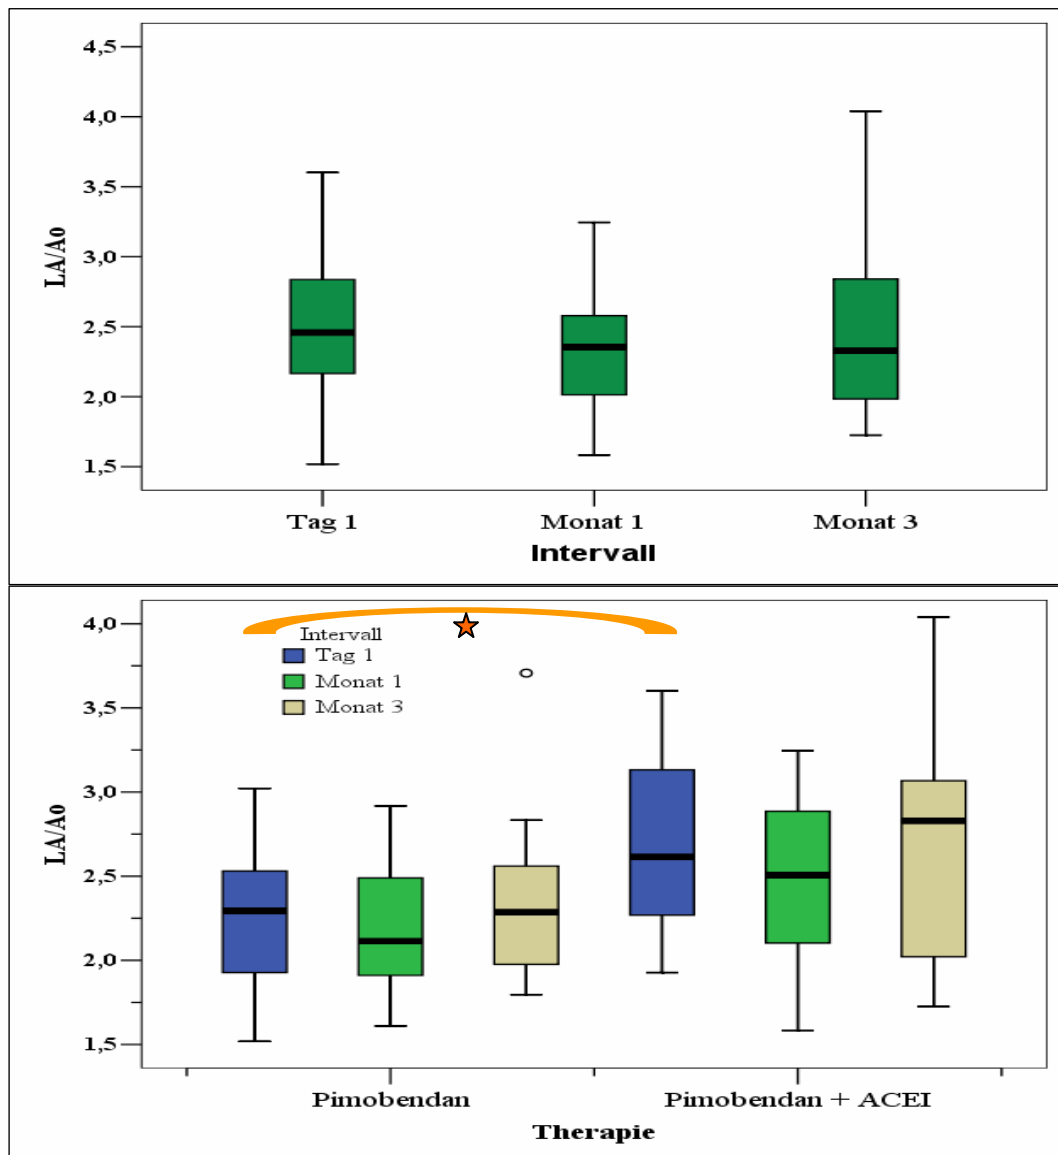 4,5
4,0
3,5
3,0
2,5
2,0
1,5
LA/Ao
Tag 1 Monat 1 Monat 3
Intervall
4,0
3,5
3,0
2,5
2,0
1,5
LA/Ao
Intervall
Tag 1
Monat 1
Monat 3
Pimobendan Pimobendan + ACEI
Therapie